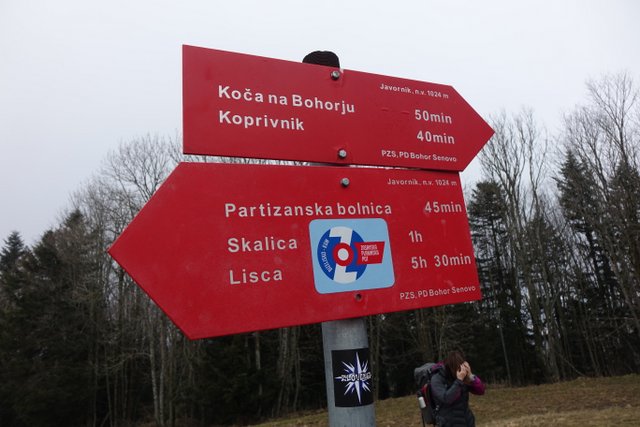 Javornik, n.v. 1024 m
Koča na Bohorju 50min
Koprivnik 40min
PZS, PD Bohor Senovo
Javornik, n.v. 1024 m
Partizanska bolnica 45min
Skalica 1h
Lisca 5h 30min
PZS, PD Bohor Senovo